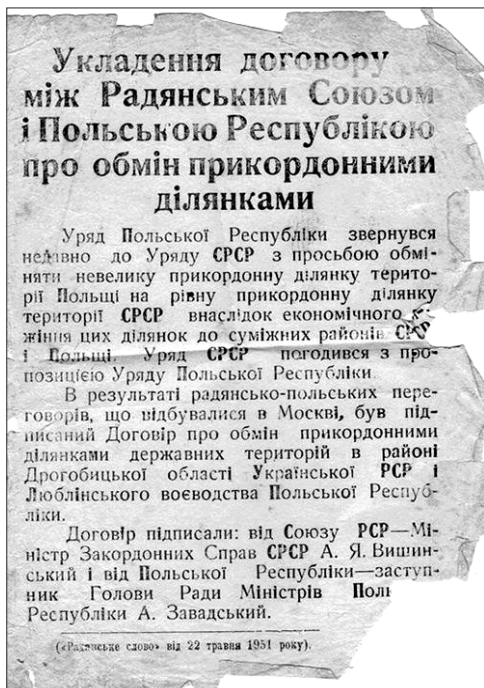 Укладення договору
між Радянським Союзом
і Польською Республікою
про обмін прикордонними
ділянками
Уряд Польської Республіки звернувся
недавно до Уряду СРСР з просьбою обмі-
няти невелику прикордонну ділянку терито-
рії Польщі на рівну прикордонну ділянку
території СРСР внаслідок економічного
жіння цих ділянок до суміжних районів СРСР
і Польщі. Уряд СРСР погодився з про-
позицією Уряду Польської Республіки.
В результаті радянсько-польських пере-
говорів, що відбувалися в Москві, був під-
писаний Договір про обмін прикордонними
ділянками державних територій в районі
Дрогобицької області Української РСР і
Люблінського воєводства Польської Респуб-
ліки.
Договір підписали: від Союзу РСР—Мі-
ністр Закордонних Справ СРСР А. Я. Вишин-
ський і від Польської Республіки—заступ-
ник Голови Ради Міністрів Поль
Республіки А. Завадський.
(«Радянське слово» від 22 травня 1951 року).